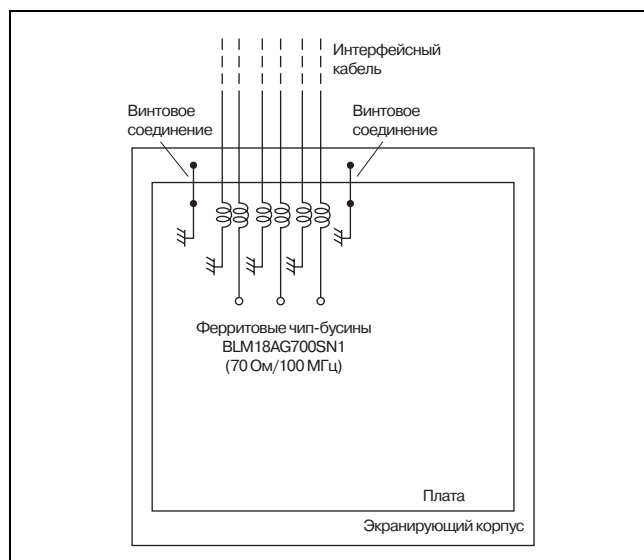 Интерфейсный
кабель
Винтовое
соединение
Винтовое
соединение
Ферритовые чип-бусины
BLM18AG700SN1
(70 Ом/100 МГц)
Плата
Экранирующий корпус